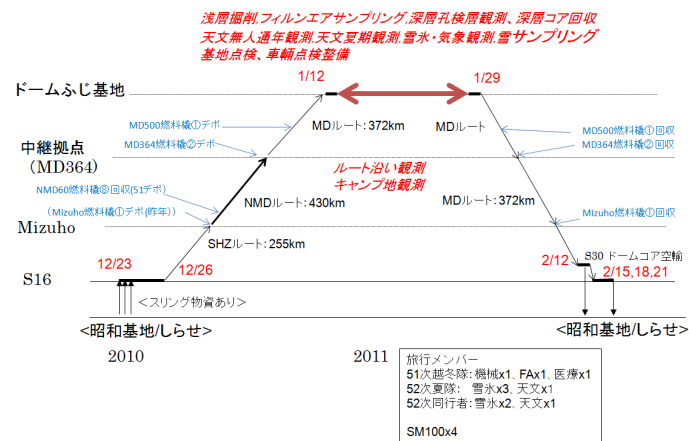 浅層掘削,フィルンエアサンプリング,深層孔検層観測、深層コア回収
天文無人通年観測,天文夏期観測,雪氷・気象観測,雪サンプリング
基地点検、車輛点検整備
1/12
1/29
ドームふじ基地
MD500燃料橇①デポ
MD364燃料橇②デポ
MDルート：372km
MDルート
MD500燃料橇①回収
MD364燃料橇②回収
中継拠点
（MD364）
ルート沿い観測
キャンプ地観測
NMD60燃料橇⑧回収(51デポ)
（Mizuho燃料橇①デポ(昨年)）
NMDルート：430km
MDルート：372km
Mizuho燃料橇①回収
Mizuho
SHZルート：255km
12/23
12/26
2/12
S30 ドームコア空輸
2/15,18,21
S16
＜スリング物資あり＞
<昭和基地/しらせ>
<昭和基地/しらせ>
2010
2011
旅行メンバー
51次越冬隊：機械x1、FAx1、医療x1
52次夏隊：　雪氷x3、天文x1
52次同行者：雪氷x2、天文x1
SM100x4